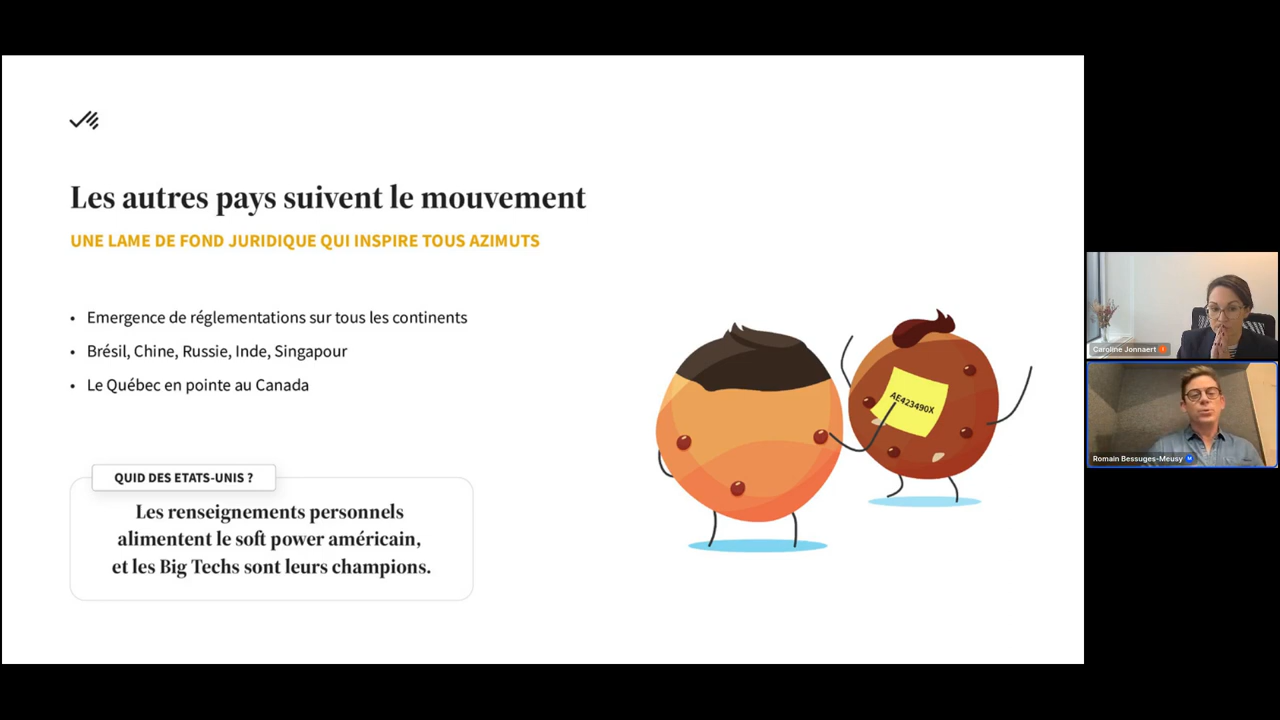 Les autres pays suivent le mouvement
UNE LAME DE FOND JURIDIQUE QUI INSPIRE TOUS AZIMUTS
• Emergence de réglementations sur tous les continents
• Brésil, Chine, Russie, Inde, Singapour
• Le Québec en pointe au Canada
QUID DES ETATS-UNIS ?
Les renseignements personnels
alimentent le soft power américain,
et les Big Techs sont leurs champions.
AE423490X
Caroline Jonnaert
Romain Bessuges-Meusy